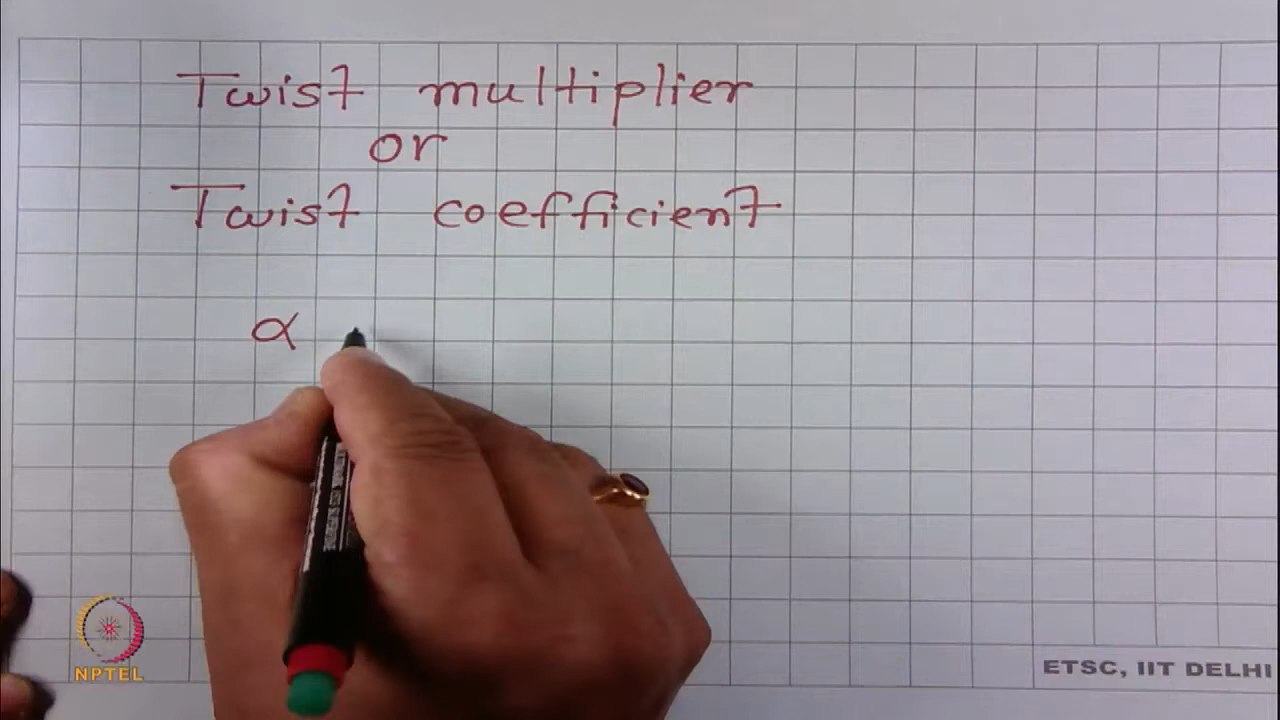 Twist multiplier
or
Twist coefficient
α
NPTEL
ETSC, IIT DELHI